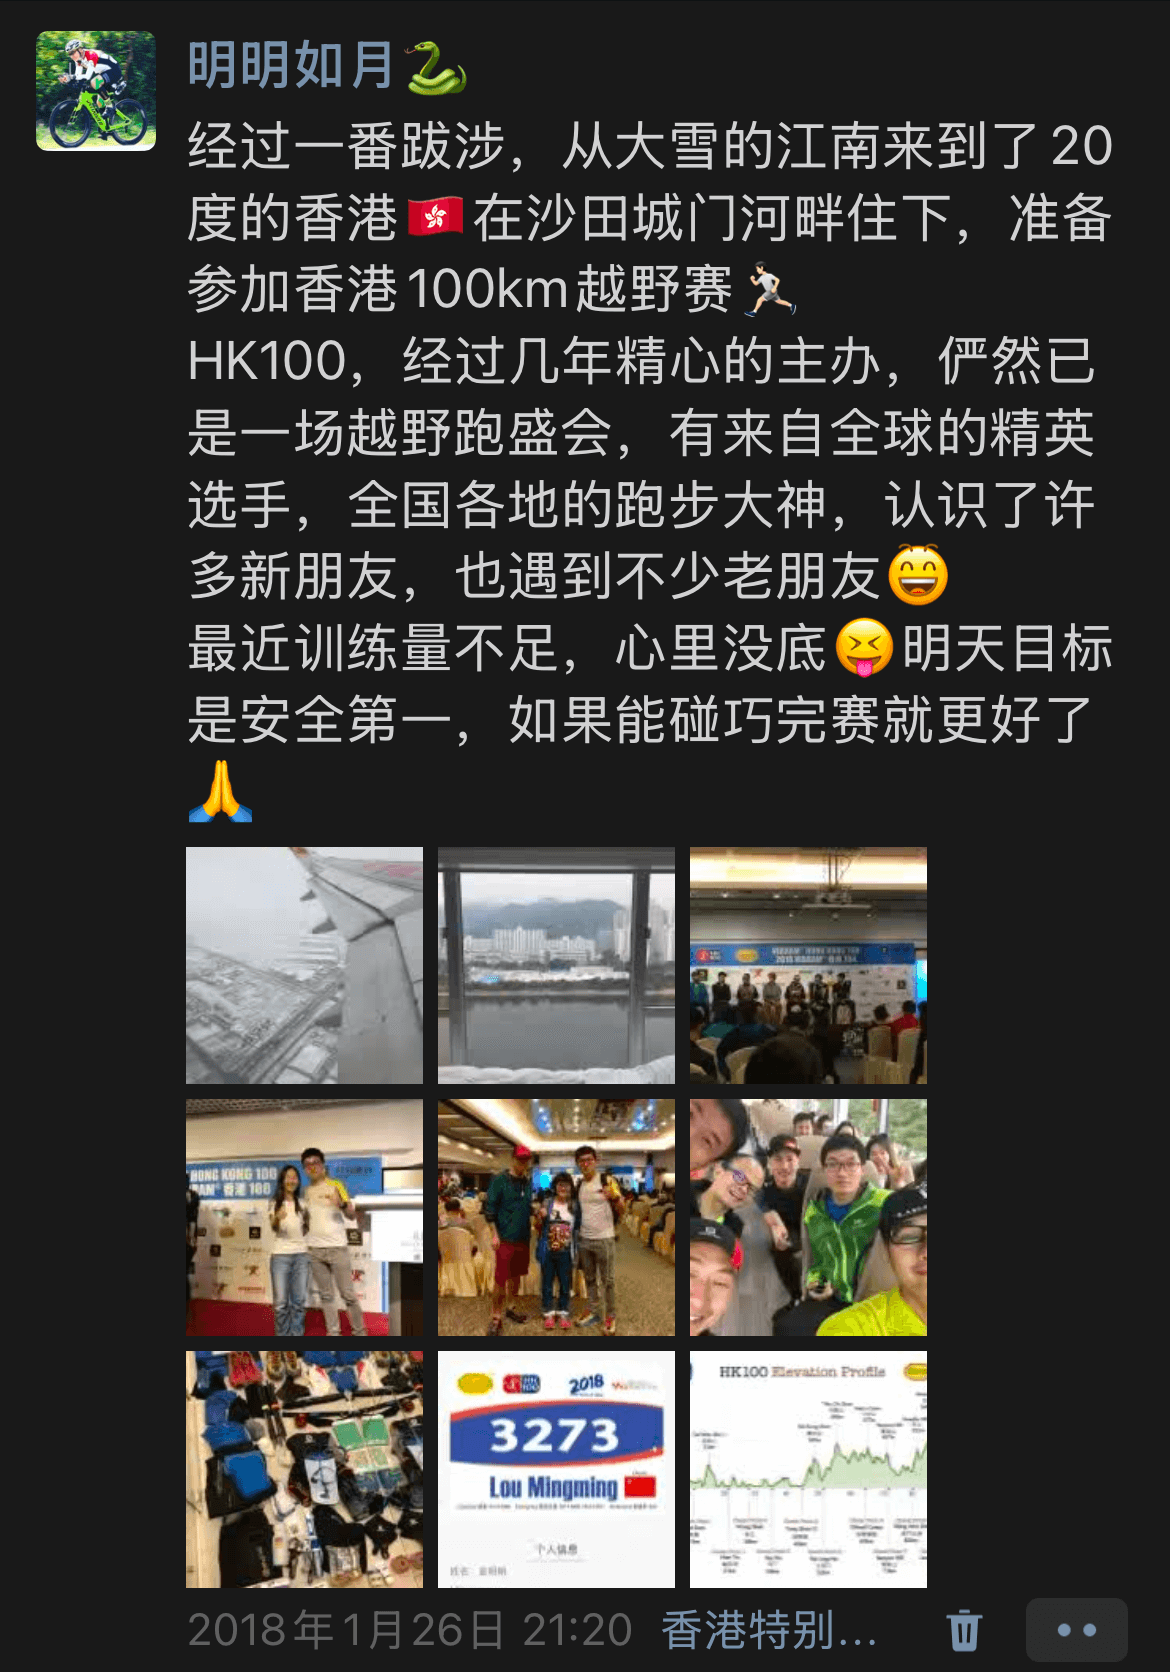 明明如月🐍
经过一番跋涉，从大雪的江南来到了20
度的香港🇭🇰在沙田城门河畔住下，准备
参加香港100km越野赛🏃🏻
HK100，经过几年精心的主办，俨然已
是一场越野跑盛会，有来自全球的精英
选手，全国各地的跑步大神，认识了许
多新朋友，也遇到不少老朋友😄
最近训练量不足，心里没底😝明天目标
是安全第一，如果能碰巧完赛就更好了
🙏
HONG KONG 100
香港 100
HK100 Elevation Profile
2018
3273
Lou Mingming
个人信息
2018年1月26日 21:20 香港特别...